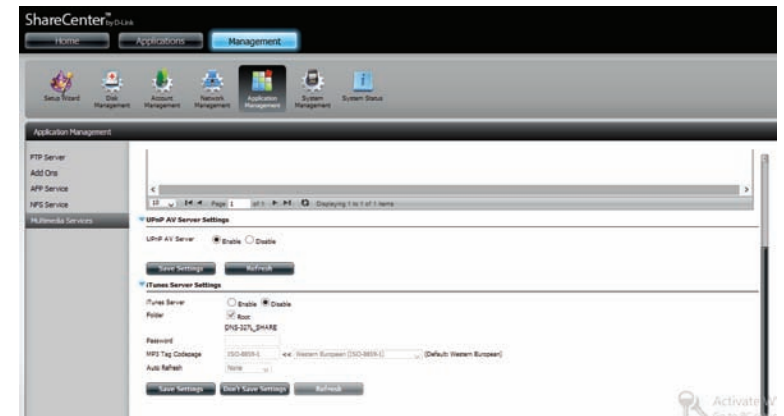 ShareCenter™ by D-Link
Home Applications Management
Setup Wizard Disk Management Account Management Network Management Application Management System Management System Status
Application Management
FTP Server
Add Ons
AFP Service
NFS Service
Multimedia Services
10 Page 1 of 1 Displaying 1 to 1 of 1 items
UPnP AV Server Settings
UPnP AV Server Enable Disable
Save Settings Refresh
iTunes Server Settings
iTunes Server Enable Disable
Folder Root
DNS-327L_SHARE
Password
MP3 Tag Codepage ISO-8859-1 << Western European (ISO-8859-1) (Default: Western European)
Auto Refresh None
Save Settings Don't Save Settings Refresh
Activate W